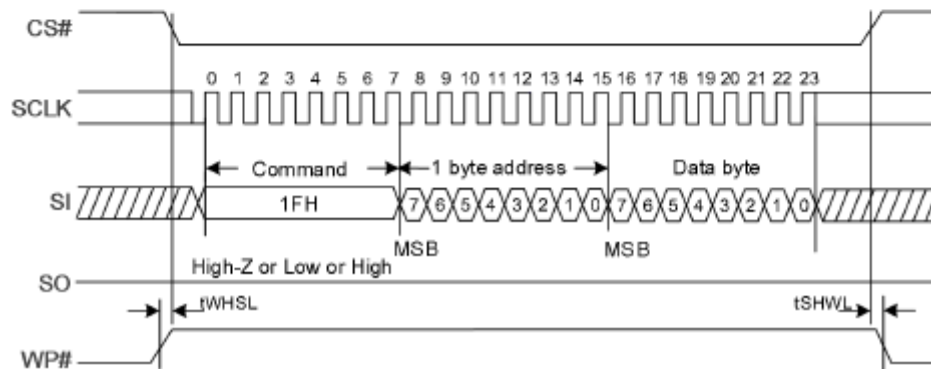 CS#
0 1 2 3 4 5 6 7 8 9 10 11 12 13 14 15 16 17 18 19 20 21 22 23
SCLK
Command 1 byte address Data byte
SI 1FH 7 6 5 4 3 2 1 0 7 6 5 4 3 2 1 0
MSB MSB
High-Z or Low or High
SO
tWHSL tSHWL
WP#